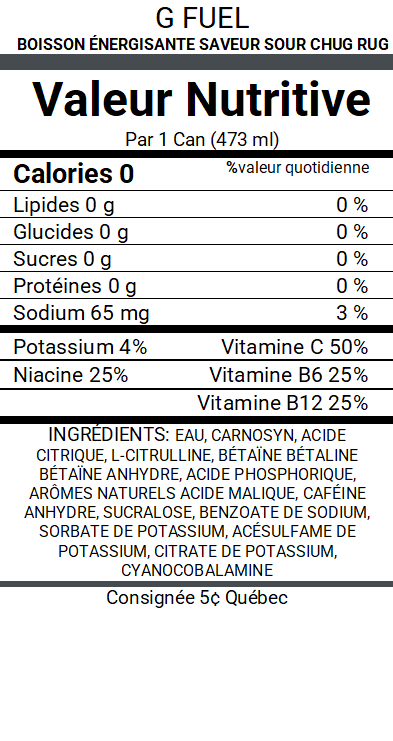 G FUEL
BOISSON ÉNERGISANTE SAVEUR SOUR CHUG RUG
Valeur Nutritive
Par 1 Can (473 ml)
Calories 0 %valeur quotidienne
Lipides 0 g 0 %
Glucides 0 g 0 %
Sucres 0 g 0 %
Protéines 0 g 0 %
Sodium 65 mg 3 %
Potassium 4% Vitamine C 50%
Niacine 25% Vitamine B6 25%
Vitamine B12 25%
INGRÉDIENTS: EAU, CARNOSYN, ACIDE
CITRIQUE, L-CITRULLINE, BÉTAÏNE BÉTALINE
BÉTAÏNE ANHYDRE, ACIDE PHOSPHORIQUE,
ARÔMES NATURELS ACIDE MALIQUE, CAFÉINE
ANHYDRE, SUCRALOSE, BENZOATE DE SODIUM,
SORBATE DE POTASSIUM, ACÉSULFAME DE
POTASSIUM, CITRATE DE POTASSIUM,
CYANOCOBALAMINE
Consignée 5¢ Québec